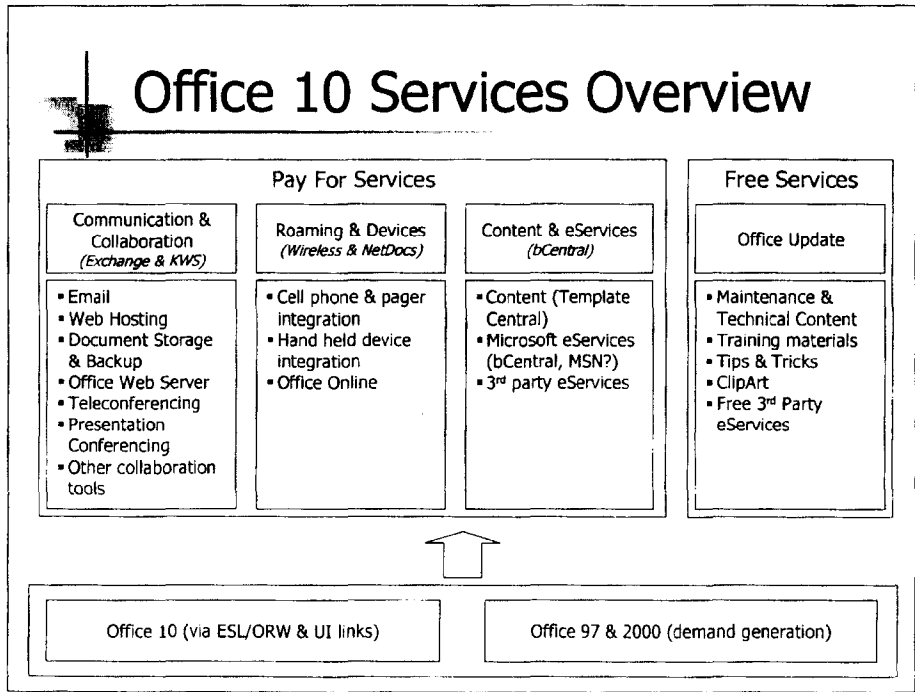 Office 10 Services Overview
Pay For Services
Communication &
Collaboration
(Exchange & KWS)
▪ Email
▪ Web Hosting
▪ Document Storage
& Backup
▪ Office Web Server
▪ Teleconferencing
▪ Presentation
Conferencing
▪ Other collaboration
tools
Roaming & Devices
(Wireless & NetDocs)
▪ Cell phone & pager
integration
▪ Hand held device
integration
▪ Office Online
Content & eServices
(bCentral)
▪ Content (Template
Central)
▪ Microsoft eServices
(bCentral, MSN?)
▪ 3rd party eServices
Free Services
Office Update
▪ Maintenance &
Technical Content
▪ Training materials
▪ Tips & Tricks
▪ ClipArt
▪ Free 3rd Party
eServices
Office 10 (via ESL/ORW & UI links)
Office 97 & 2000 (demand generation)